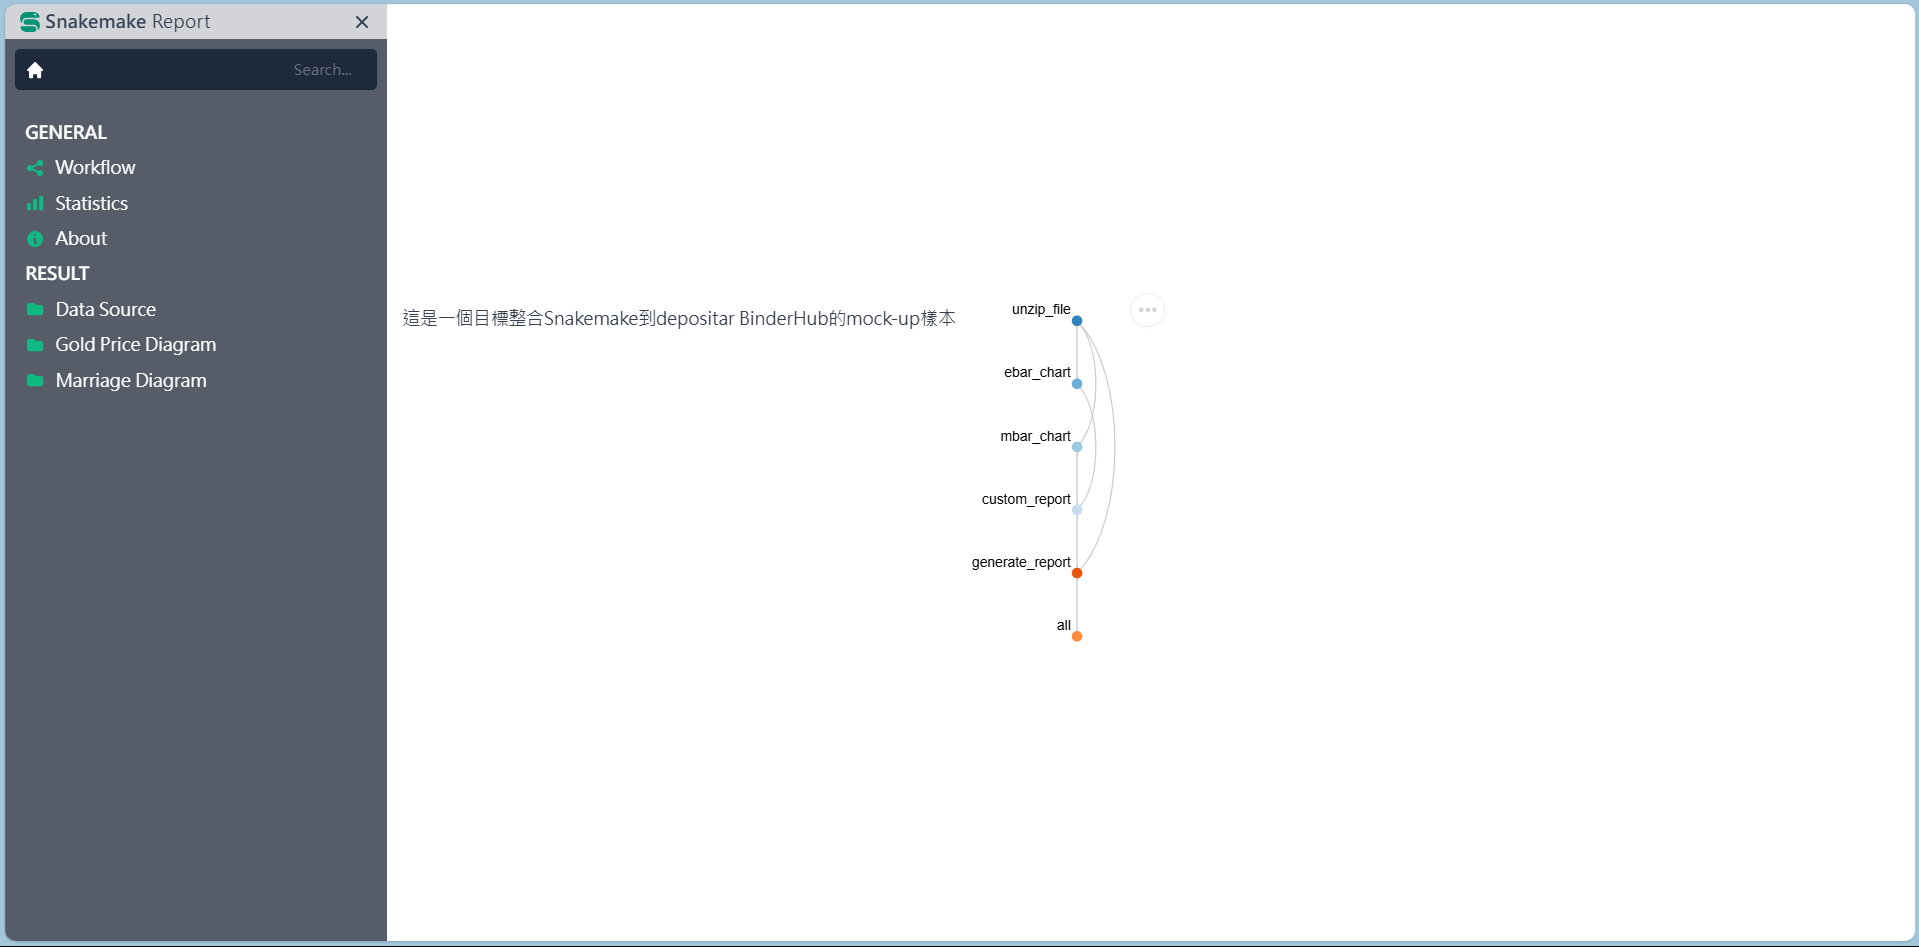 Snakemake Report
Search...
GENERAL
Workflow
Statistics
About
RESULT
Data Source
Gold Price Diagram
Marriage Diagram
這是一個目標整合Snakemake到depositar BinderHub的mock-up樣本
unzip_file
ebar_chart
mbar_chart
custom_report
generate_report
all